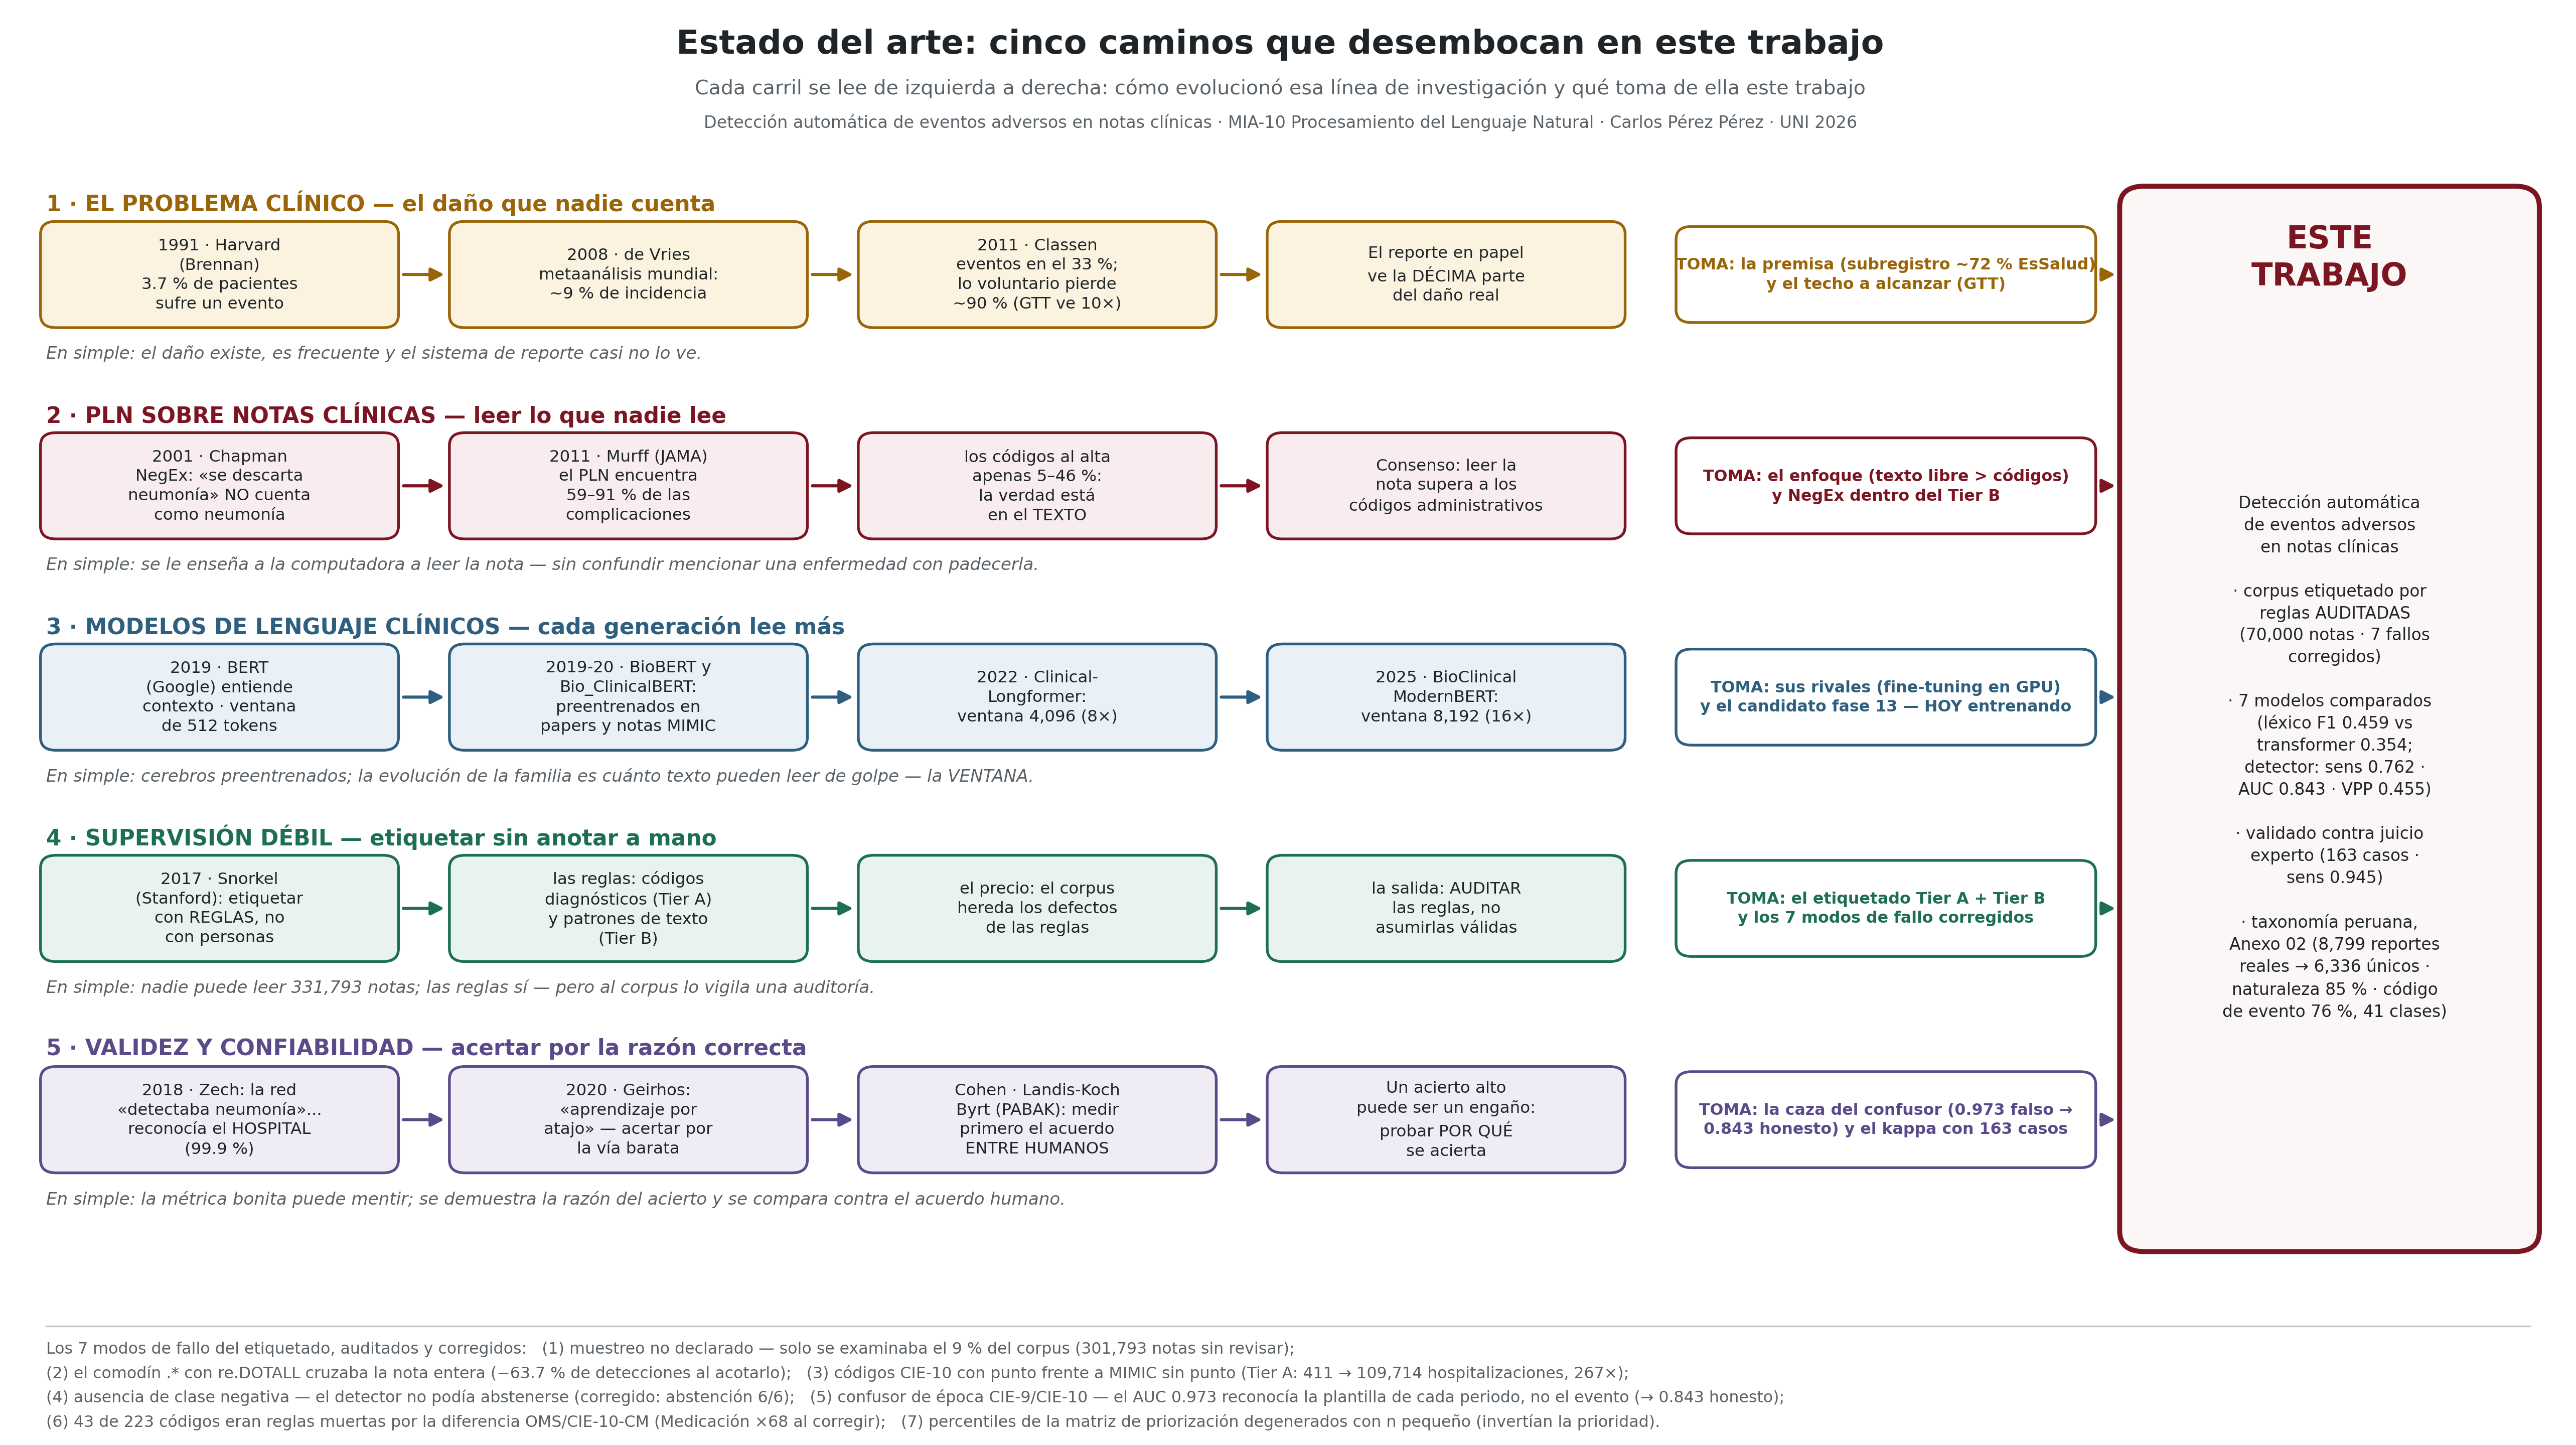 Estado del arte: cinco caminos que desembocan en este trabajo
Cada carril se lee de izquierda a derecha: cómo evolucionó esa línea de investigación y qué toma de ella este trabajo
Detección automática de eventos adversos en notas clínicas · MIA-10 Procesamiento del Lenguaje Natural · Carlos Pérez Pérez · UNI 2026
1 · EL PROBLEMA CLÍNICO — el daño que nadie cuenta
1991 · Harvard
(Brennan)
3.7 % de pacientes
sufre un evento
2008 · de Vries
metaanálisis mundial:
~9 % de incidencia
2011 · Classen
eventos en el 33 %;
lo voluntario pierde
~90 % (GTT ve 10×)
El reporte en papel
ve la DÉCIMA parte
del daño real
TOMA: la premisa (subregistro ~72 % EsSalud)
y el techo a alcanzar (GTT)
En simple: el daño existe, es frecuente y el sistema de reporte casi no lo ve.
2 · PLN SOBRE NOTAS CLÍNICAS — leer lo que nadie lee
2001 · Chapman
NegEx: «se descarta
neumonía» NO cuenta
como neumonía
2011 · Murff (JAMA)
el PLN encuentra
59–91 % de las
complicaciones
los códigos al alta
apenas 5–46 %:
la verdad está
en el TEXTO
Consenso: leer la
nota supera a los
códigos administrativos
TOMA: el enfoque (texto libre > códigos)
y NegEx dentro del Tier B
En simple: se le enseña a la computadora a leer la nota — sin confundir mencionar una enfermedad con padecerla.
3 · MODELOS DE LENGUAJE CLÍNICOS — cada generación lee más
2019 · BERT
(Google) entiende
contexto · ventana
de 512 tokens
2019-20 · BioBERT y
Bio_ClinicalBERT:
preentrenados en
papers y notas MIMIC
2022 · Clinical-
Longformer:
ventana 4,096 (8×)
2025 · BioClinical
ModernBERT:
ventana 8,192 (16×)
TOMA: sus rivales (fine-tuning en GPU)
y el candidato fase 13 — HOY entrenando
En simple: cerebros preentrenados; la evolución de la familia es cuánto texto pueden leer de golpe — la VENTANA.
4 · SUPERVISIÓN DÉBIL — etiquetar sin anotar a mano
2017 · Snorkel
(Stanford): etiquetar
con REGLAS, no
con personas
las reglas: códigos
diagnósticos (Tier A)
y patrones de texto
(Tier B)
el precio: el corpus
hereda los defectos
de las reglas
la salida: AUDITAR
las reglas, no
asumirlas válidas
TOMA: el etiquetado Tier A + Tier B
y los 7 modos de fallo corregidos
En simple: nadie puede leer 331,793 notas; las reglas sí — pero al corpus lo vigila una auditoría.
5 · VALIDEZ Y CONFIABILIDAD — acertar por la razón correcta
2018 · Zech: la red
«detectaba neumonía»...
reconocía el HOSPITAL
(99.9 %)
2020 · Geirhos:
«aprendizaje por
atajo» — acertar por
la vía barata
Cohen · Landis-Koch
Byrt (PABAK): medir
primero el acuerdo
ENTRE HUMANOS
Un acierto alto
puede ser un engaño:
probar POR QUÉ
se acierta
TOMA: la caza del confusor (0.973 falso →
0.843 honesto) y el kappa con 163 casos
En simple: la métrica bonita puede mentir; se demuestra la razón del acierto y se compara contra el acuerdo humano.
ESTE
TRABAJO
Detección automática
de eventos adversos
en notas clínicas
· corpus etiquetado por
reglas AUDITADAS
(70,000 notas · 7 fallos
corregidos)
· 7 modelos comparados
(léxico F1 0.459 vs
transformer 0.354;
detector: sens 0.762 ·
AUC 0.843 · VPP 0.455)
· validado contra juicio
experto (163 casos ·
sens 0.945)
· taxonomía peruana,
Anexo 02 (8,799 reportes
reales → 6,336 únicos ·
naturaleza 85 % · código
de evento 76 %, 41 clases)
Los 7 modos de fallo del etiquetado, auditados y corregidos: (1) muestreo no declarado — solo se examinaba el 9 % del corpus (301,793 notas sin revisar);
(2) el comodín .* con re.DOTALL cruzaba la nota entera (−63.7 % de detecciones al acotarlo); (3) códigos CIE-10 con punto frente a MIMIC sin punto (Tier A: 411 → 109,714 hospitalizaciones, 267×);
(4) ausencia de clase negativa — el detector no podía abstenerse (corregido: abstención 6/6); (5) confusor de época CIE-9/CIE-10 — el AUC 0.973 reconocía la plantilla de cada periodo, no el evento (→ 0.843 honesto);
(6) 43 de 223 códigos eran reglas muertas por la diferencia OMS/CIE-10-CM (Medicación ×68 al corregir); (7) percentiles de la matriz de priorización degenerados con n pequeño (invertían la prioridad).